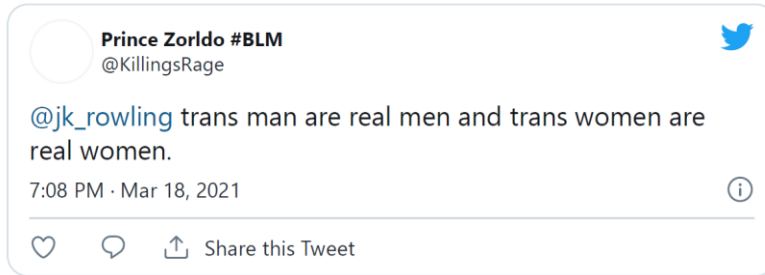 Prince Zorldo #BLM
@KillingsRage
@jk_rowling trans man are real men and trans women are
real women.
7:08 PM · Mar 18, 2021
Share this Tweet